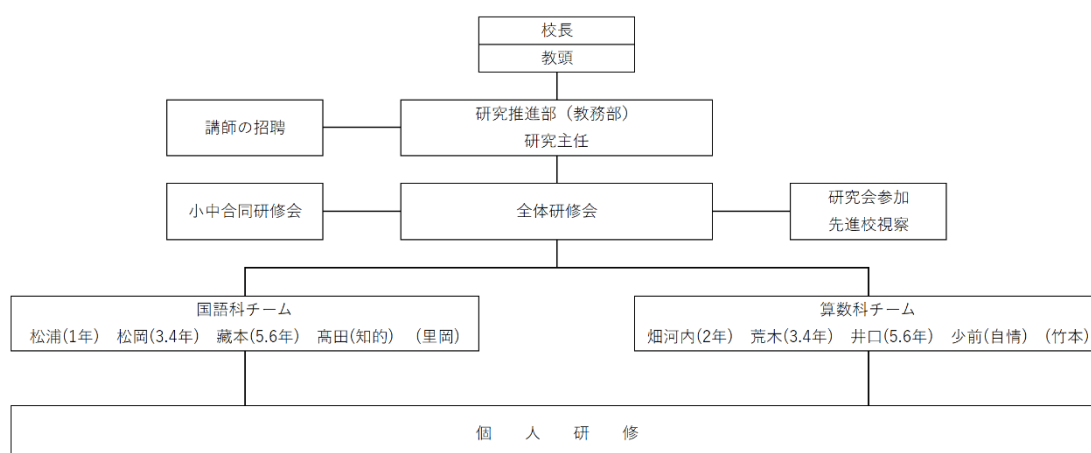 校長
教頭
講師の招聘
研究推進部（教務部）
研究主任
小中合同研修会
全体研修会
研究会参加
先進校視察
国語科チーム
松浦(1年) 松岡(3.4年) 藏本(5.6年) 髙田(知的) (里岡)
算数科チーム
畑河内(2年) 荒木(3.4年) 井口(5.6年) 少前(自情) (竹本)
個 人 研 修